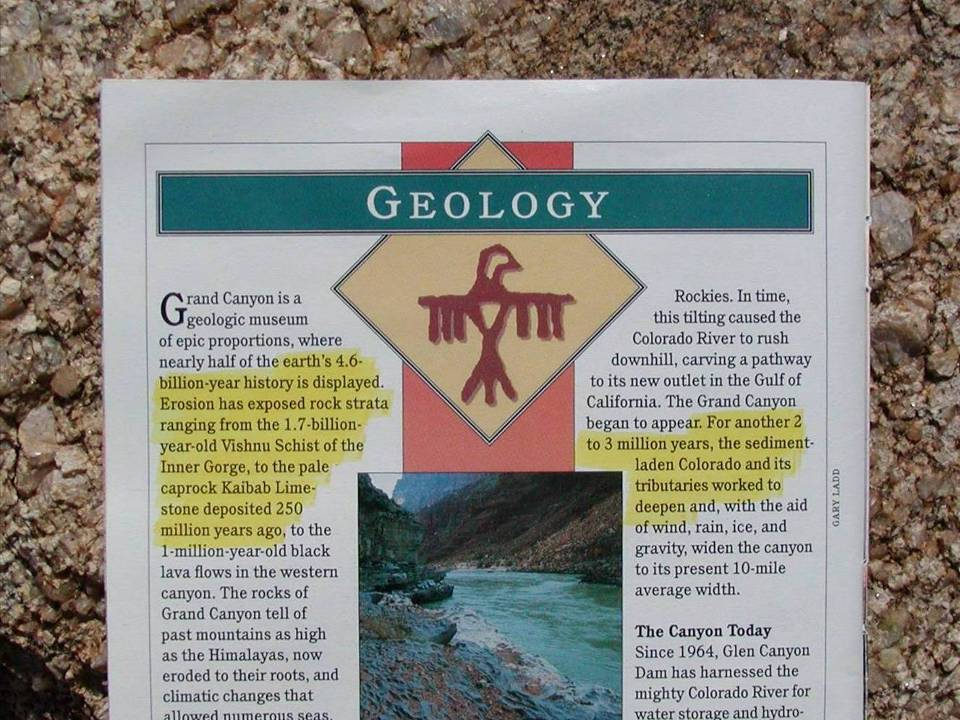 GEOLOGY
Grand Canyon is a
geologic museum
of epic proportions, where
nearly half of the earth's 4.6-
billion-year history is displayed.
Erosion has exposed rock strata
ranging from the 1.7-billion-
year-old Vishnu Schist of the
Inner Gorge, to the pale
caprock Kaibab Lime-
stone deposited 250
million years ago, to the
1-million-year-old black
lava flows in the western
canyon. The rocks of
Grand Canyon tell of
past mountains as high
as the Himalayas, now
eroded to their roots, and
climatic changes that
allowed numerous seas,
Rockies. In time,
this tilting caused the
Colorado River to rush
downhill, carving a pathway
to its new outlet in the Gulf of
California. The Grand Canyon
began to appear. For another 2
to 3 million years, the sediment-
laden Colorado and its
tributaries worked to
deepen and, with the aid
of wind, rain, ice, and
gravity, widen the canyon
to its present 10-mile
average width.
The Canyon Today
Since 1964, Glen Canyon
Dam has harnessed the
mighty Colorado River for
water storage and hydro-
GARY LADD